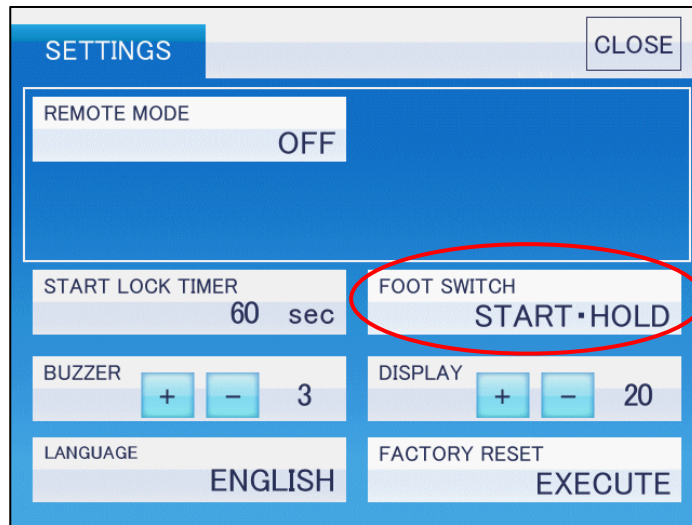 SETTINGS
CLOSE
REMOTE MODE
OFF
START LOCK TIMER
60 sec
FOOT SWITCH
START・HOLD
BUZZER
+ - 3
DISPLAY
+ - 20
LANGUAGE
ENGLISH
FACTORY RESET
EXECUTE